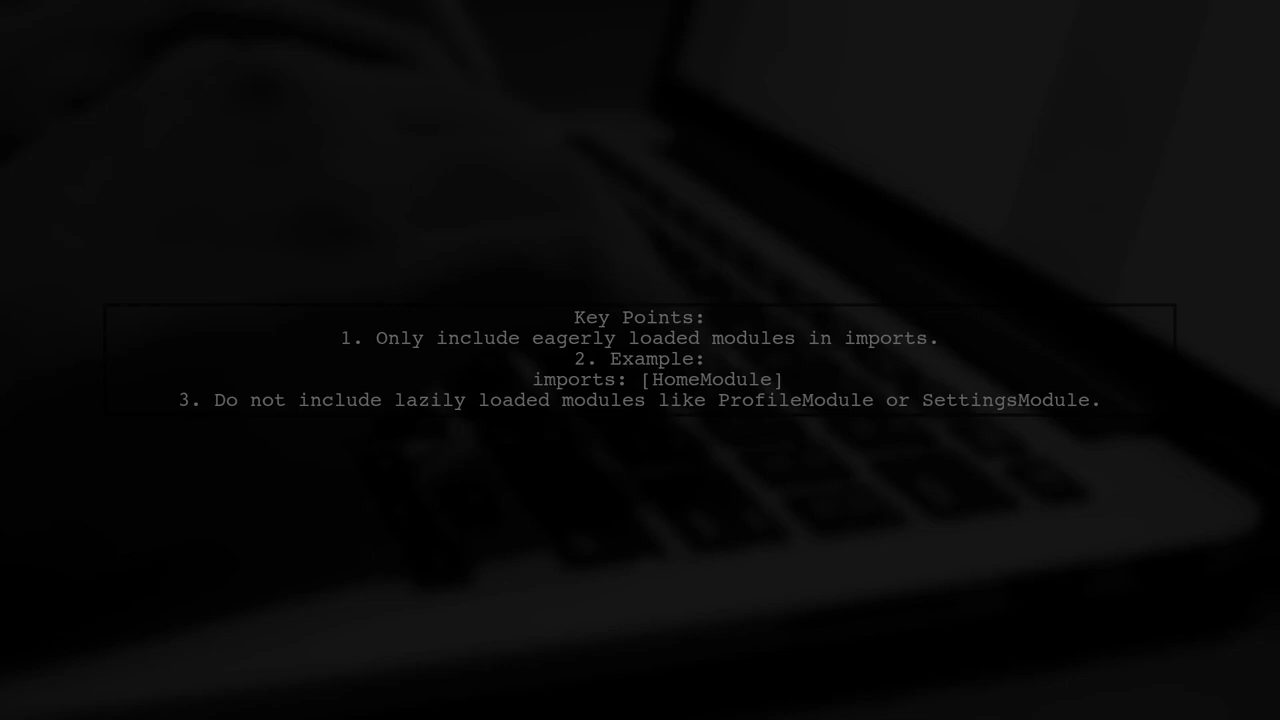 Key Points:
1. Only include eagerly loaded modules in imports.
2. Example:
imports: [HomeModule]
3. Do not include lazily loaded modules like ProfileModule or SettingsModule.